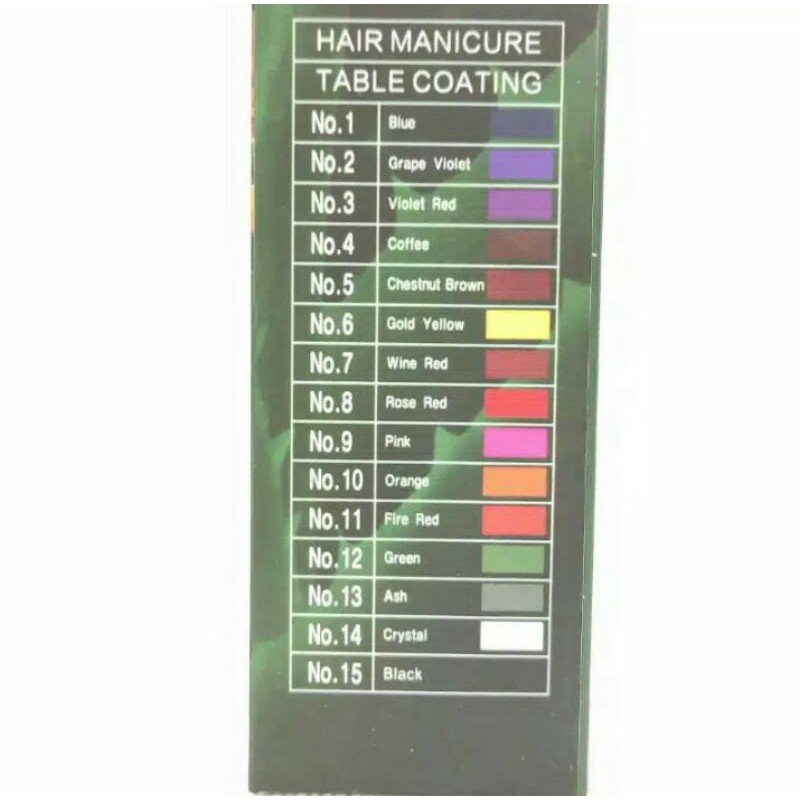 HAIR MANICURE
TABLE COATING
No.1 Blue
No.2 Grape Violet
No.3 Violet Red
No.4 Coffee
No.5 Chestnut Brown
No.6 Gold Yellow
No.7 Wine Red
No.8 Rose Red
No.9 Pink
No.10 Orange
No.11 Fire Red
No.12 Green
No.13 Ash
No.14 Crystal
No.15 Black